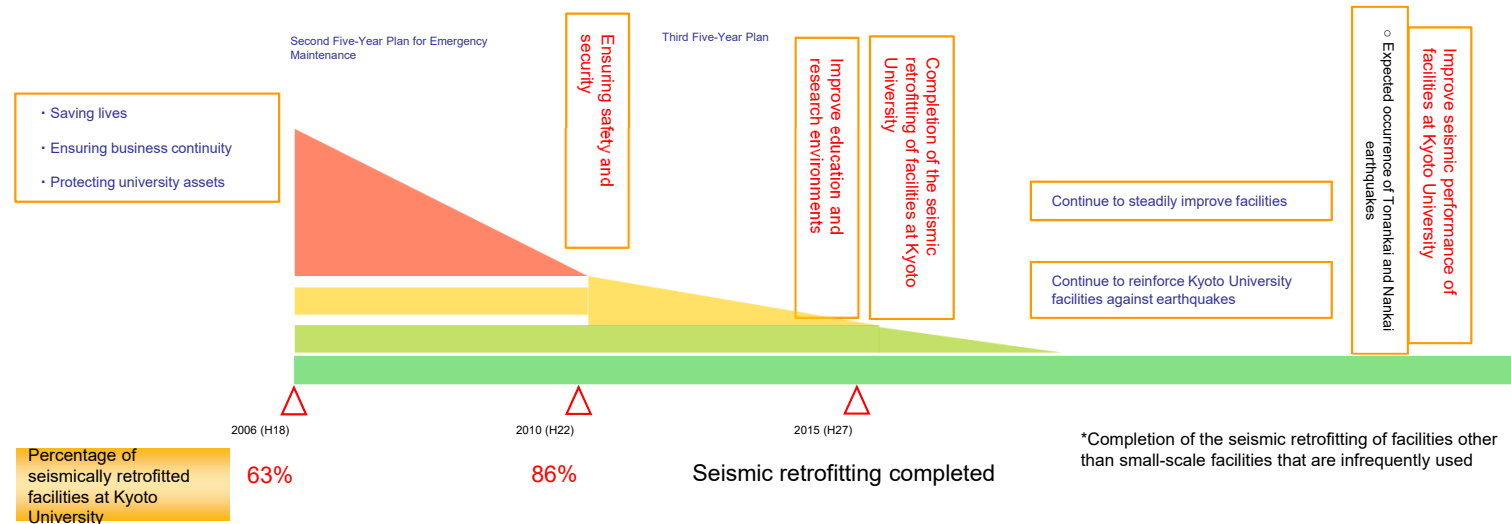 Second Five-Year Plan for Emergency
Maintenance
Third Five-Year Plan
・Saving lives
・Ensuring business continuity
・Protecting university assets
Ensuring safety and
security
Improve education and
research environments
Completion of the seismic
retrofitting of facilities at Kyoto
University
Continue to steadily improve facilities
Continue to reinforce Kyoto University
facilities against earthquakes
○ Expected occurrence of Tonankai and Nankai
earthquakes
Improve seismic performance of
facilities at Kyoto University
2006 (H18)
2010 (H22)
2015 (H27)
Percentage of
seismically retrofitted
facilities at Kyoto
University
63%
86%
Seismic retrofitting completed
*Completion of the seismic retrofitting of facilities other
than small-scale facilities that are infrequently used